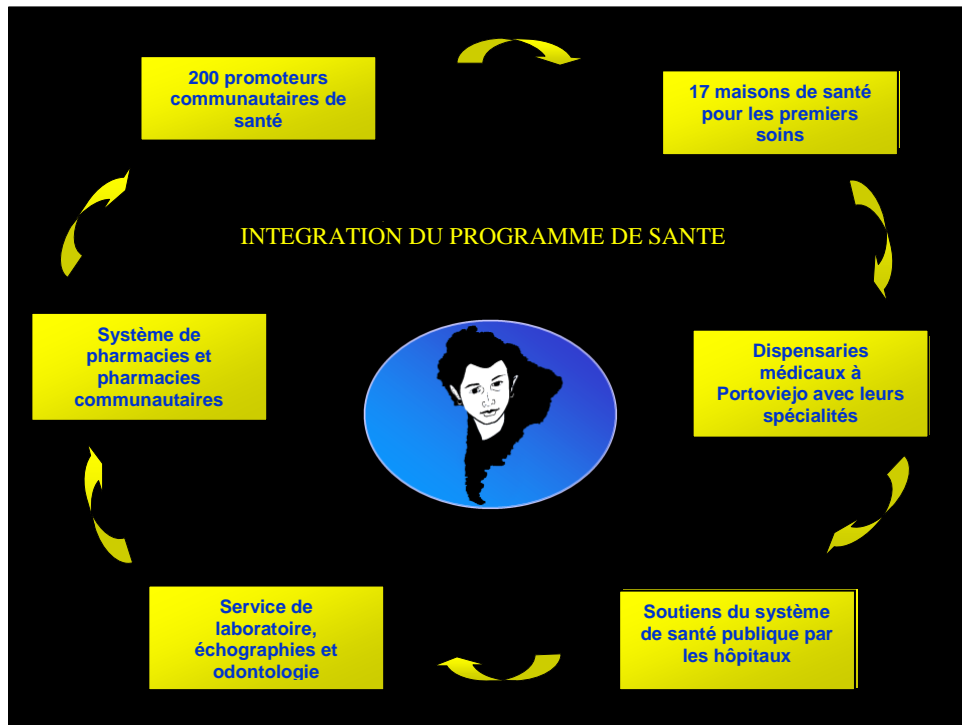 200 promoteurs
communautaires de
santé
17 maisons de santé
pour les premiers
soins
INTEGRATION DU PROGRAMME DE SANTE
Système de
pharmacies et
pharmacies
communautaires
Dispensaries
médicaux à
Portoviejo avec leurs
spécialités
Service de
laboratoire,
échographies et
odontologie
Soutiens du système
de santé publique par
les hôpitaux